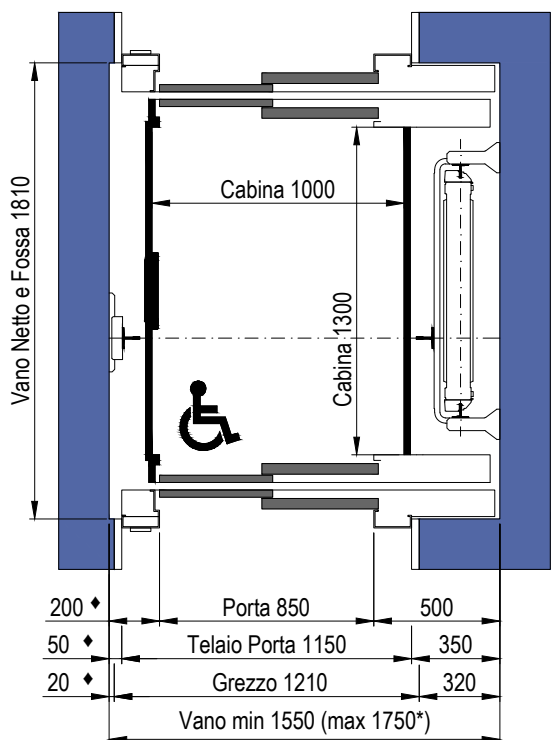 Cabina 1000
Vano Netto e Fossa 1810
Cabina 1300
200 ♦ Porta 850 500
50 ♦ Telaio Porta 1150 350
20 ♦ Grezzo 1210 320
Vano min 1550 (max 1750*)